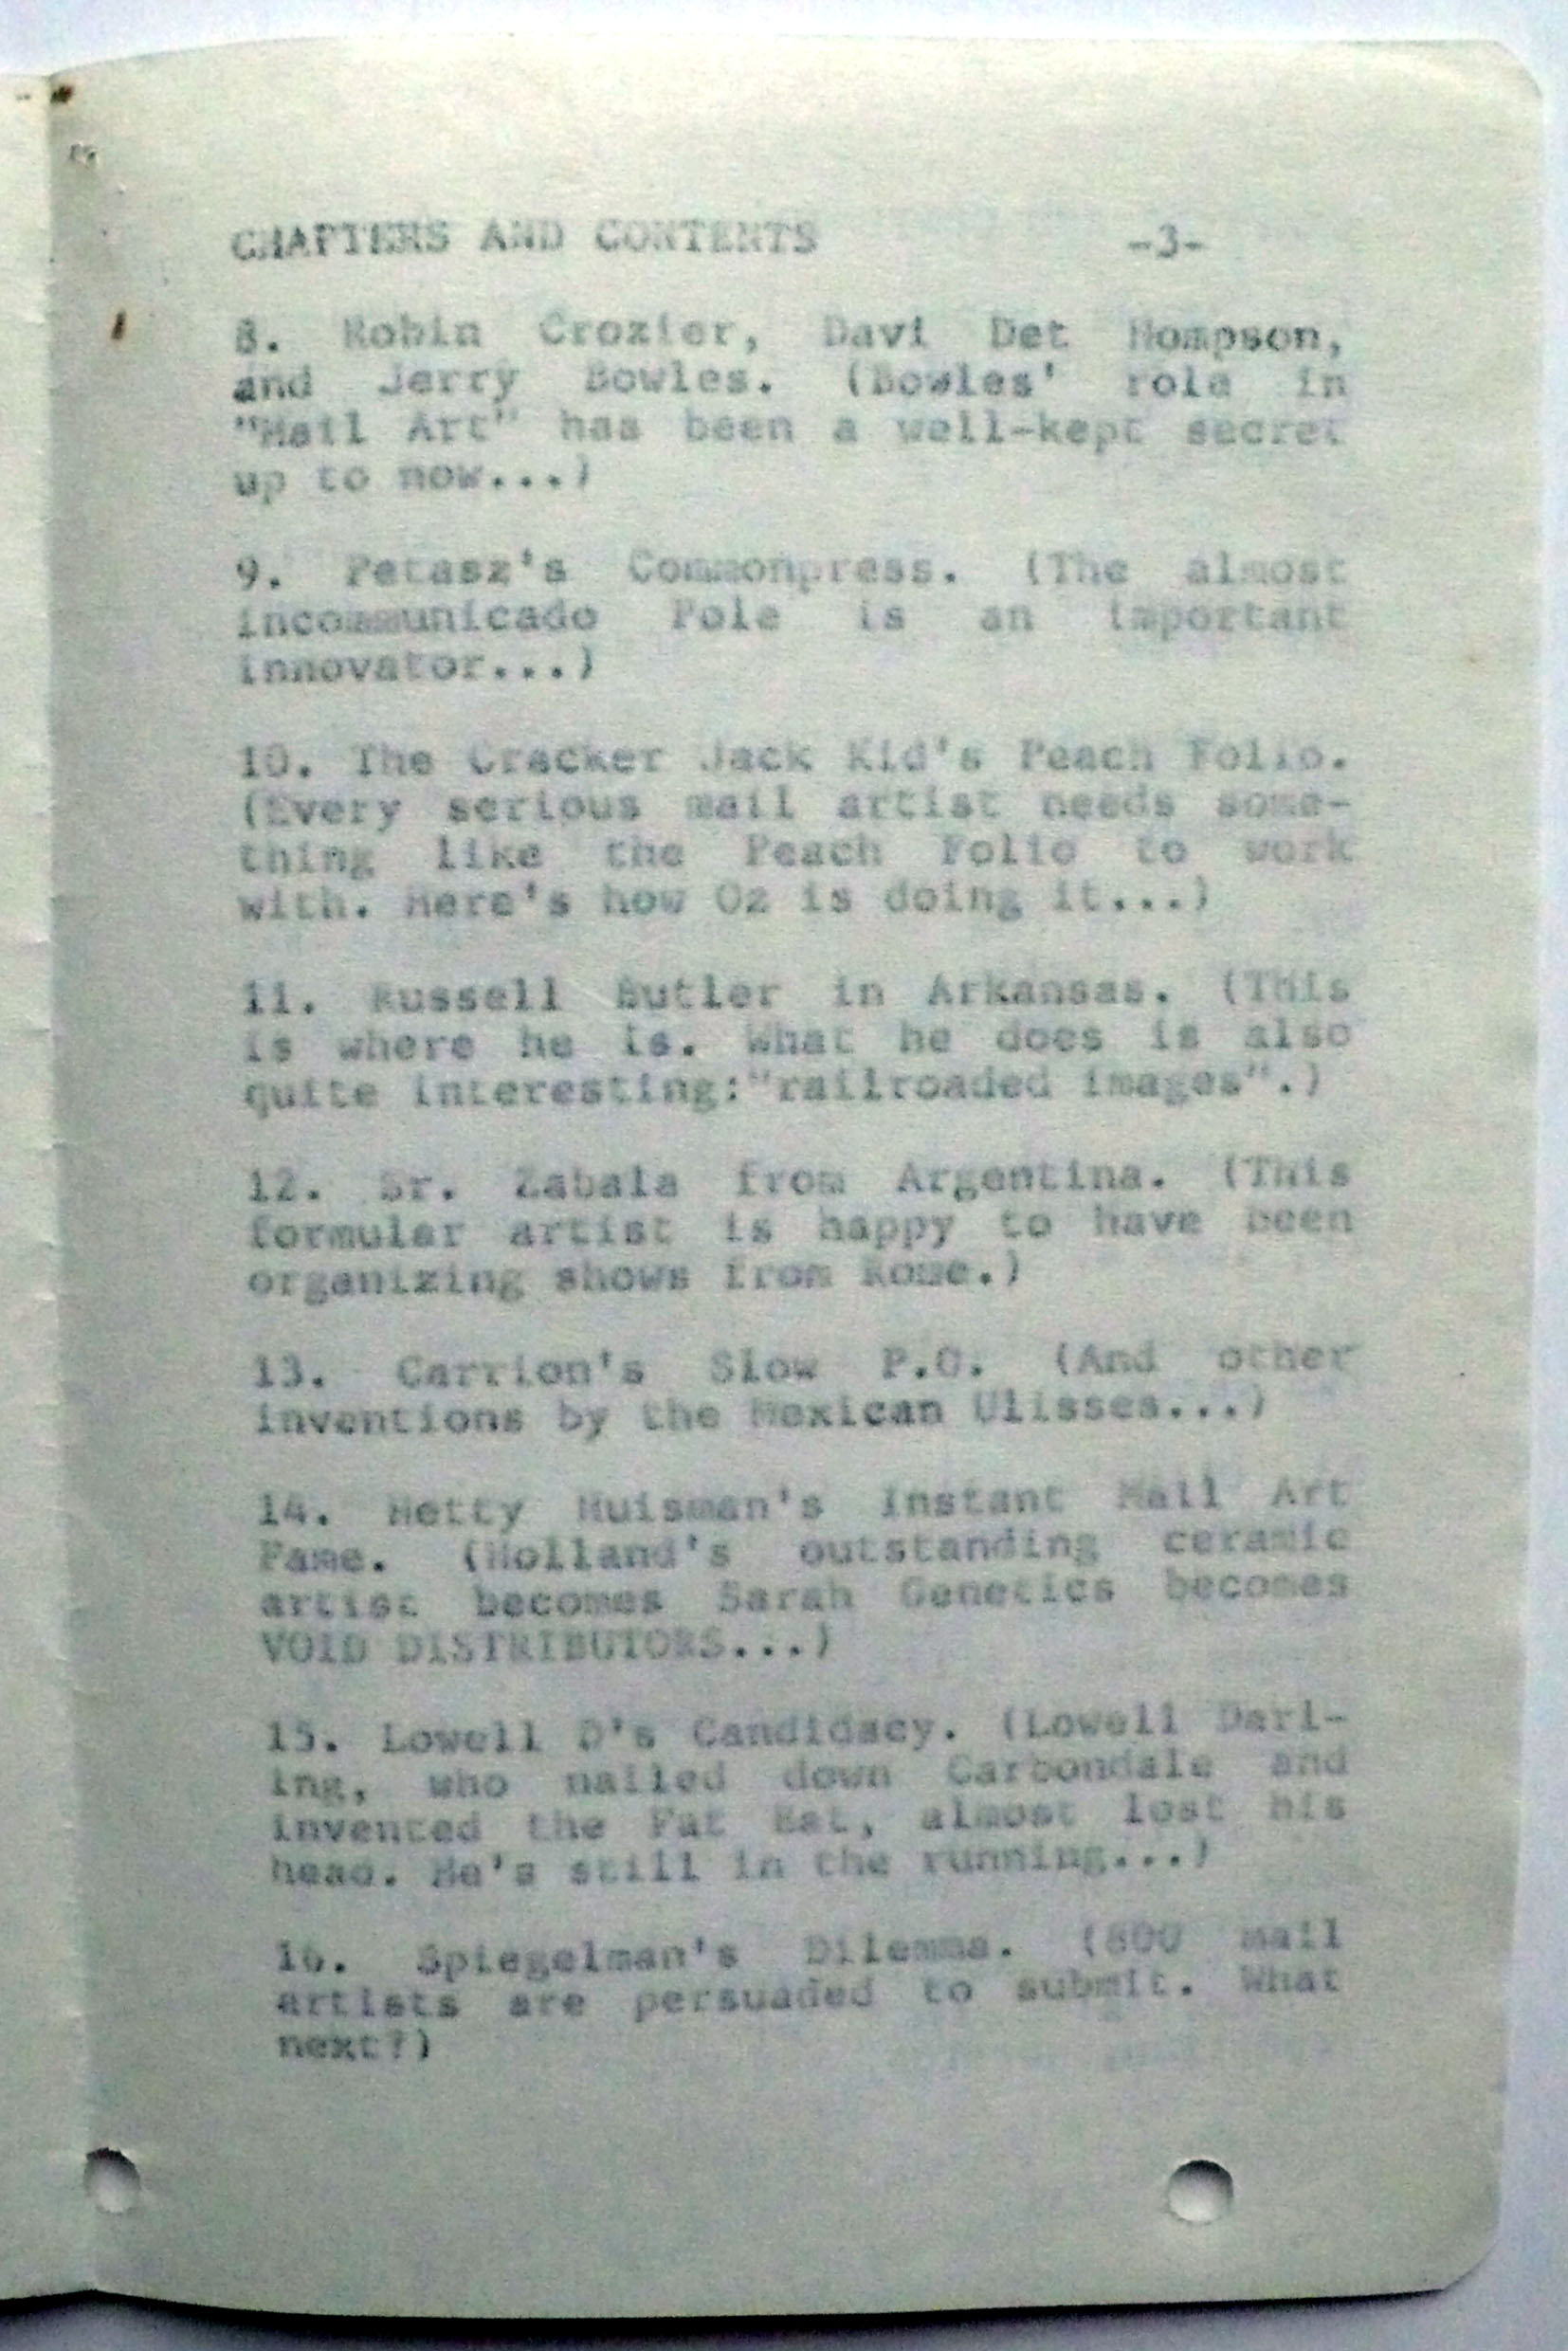 CHAPTERS AND CONTENTS -3-
8. Robin Crozier, Davi Det Hompson,
and Jerry Bowles. (Bowles' role in
"Mail Art" has been a well-kept secret
up to now...)
9. Petasz's Commonpress. (The almost
incommunicado Pole is an important
innovator...)
10. The Cracker Jack Kid's Peach Folio.
(Every serious mail artist needs some-
thing like the Peach Folio to work
with. Here's how Oz is doing it...)
11. Russell Butler in Arkansas. (This
is where he is. What he does is also
quite interesting:"railroaded images".)
12. Sr. Zabala from Argentina. (This
formular artist is happy to have been
organizing shows from Rome.)
13. Carrion's Slow P.O. (And other
inventions by the Mexican Ulisses...)
14. Hetty Huisman's Instant Mail Art
Fame. (Holland's outstanding ceramic
artist becomes Sarah Genetics becomes
VOID DISTRIBUTORS...)
15. Lowell D's Candidacy. (Lowell Darl-
ing, who nailed down Carbondale and
invented the Fat Eat, almost lost his
head. He's still in the running...)
16. Spiegelman's Dilemma. (800 mail
artists are persuaded to submit. What
next?)